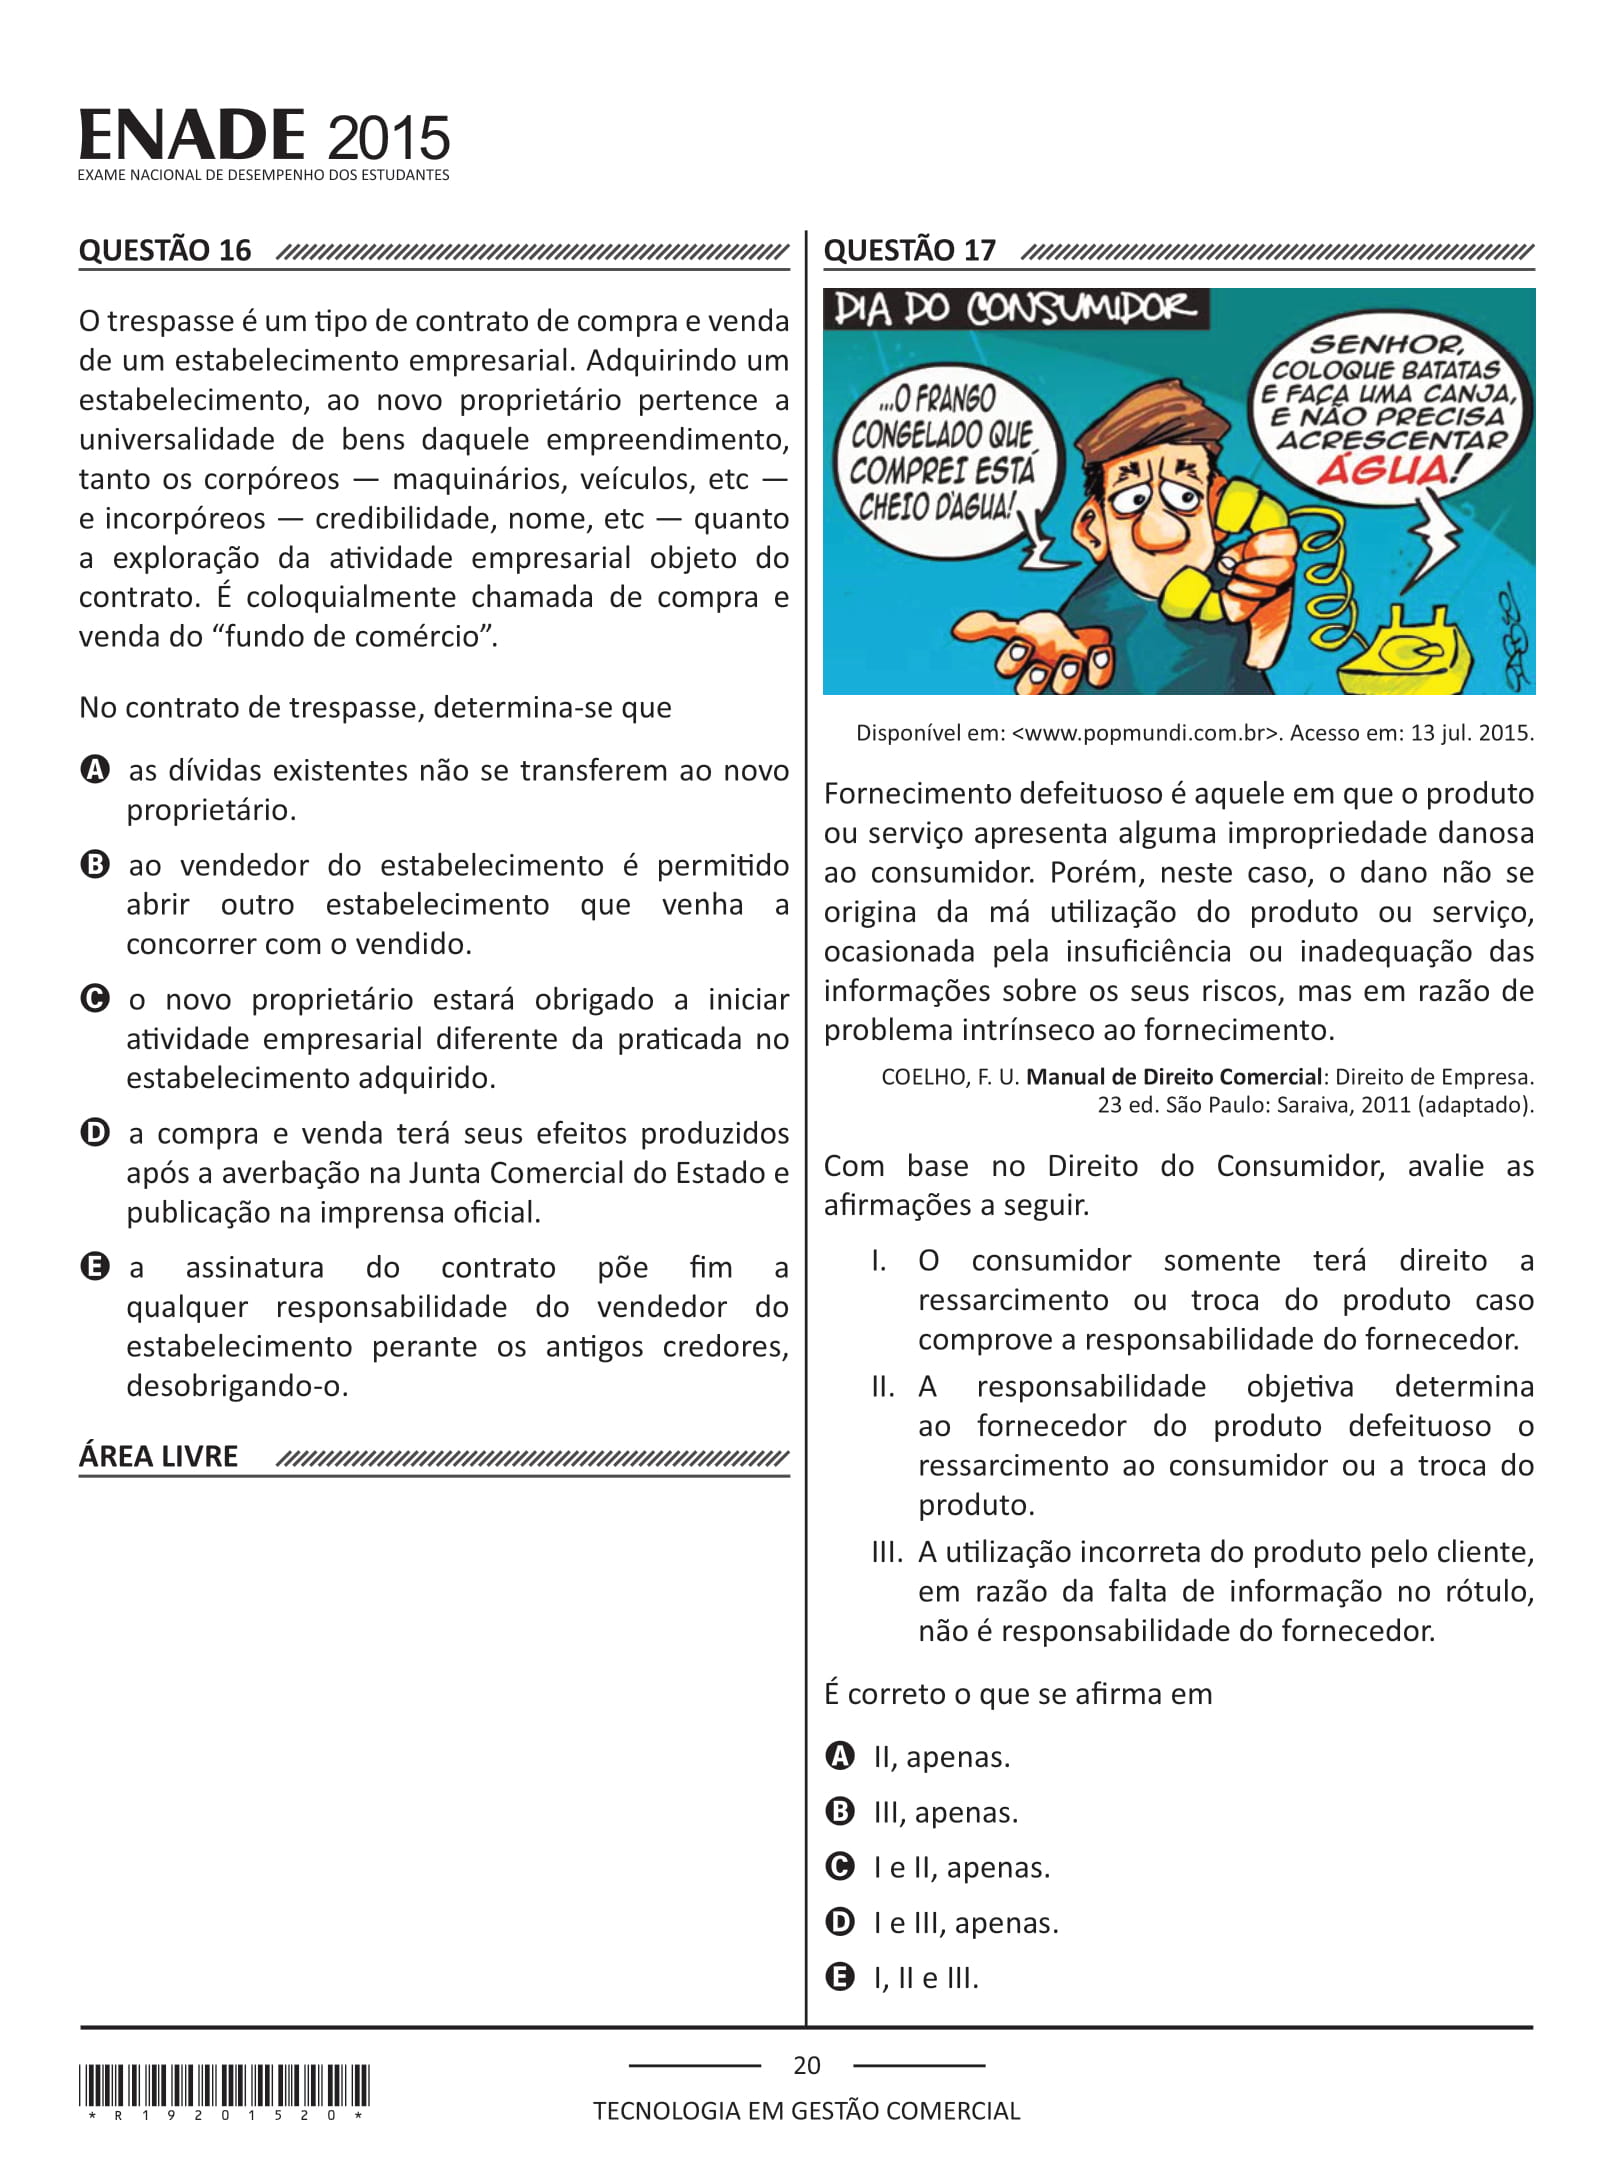 ENADE 2015
EXAME NACIONAL DE DESEMPENHO DOS ESTUDANTES
QUESTÃO 16
O trespasse é um tipo de contrato de compra e venda
de um estabelecimento empresarial. Adquirindo um
estabelecimento, ao novo proprietário pertence a
universalidade de bens daquele empreendimento,
tanto os corpóreos — maquinários, veículos, etc —
e incorpóreos — credibilidade, nome, etc — quanto
a exploração da atividade empresarial objeto do
contrato. É coloquialmente chamada de compra e
venda do “fundo de comércio”.
No contrato de trespasse, determina-se que
A as dívidas existentes não se transferem ao novo
proprietário.
B ao vendedor do estabelecimento é permitido
abrir outro estabelecimento que venha a
concorrer com o vendido.
C o novo proprietário estará obrigado a iniciar
atividade empresarial diferente da praticada no
estabelecimento adquirido.
D a compra e venda terá seus efeitos produzidos
após a averbação na Junta Comercial do Estado e
publicação na imprensa oficial.
E a assinatura do contrato põe fim a
qualquer responsabilidade do vendedor do
estabelecimento perante os antigos credores,
desobrigando-o.
ÁREA LIVRE
QUESTÃO 17
DIA DO CONSUMIDOR
...O FRANGO
CONGELADO QUE
COMPREI ESTÁ
CHEIO D'AGUA!
SENHOR,
COLOQUE BATATAS
E FAÇA UMA CANJA,
E NÃO PRECISA
ACRESCENTAR
ÁGUA!
Disponível em: <www.popmundi.com.br>. Acesso em: 13 jul. 2015.
Fornecimento defeituoso é aquele em que o produto
ou serviço apresenta alguma impropriedade danosa
ao consumidor. Porém, neste caso, o dano não se
origina da má utilização do produto ou serviço,
ocasionada pela insuficiência ou inadequação das
informações sobre os seus riscos, mas em razão de
problema intrínseco ao fornecimento.
COELHO, F. U. Manual de Direito Comercial: Direito de Empresa.
23 ed. São Paulo: Saraiva, 2011 (adaptado).
Com base no Direito do Consumidor, avalie as
afirmações a seguir.
I. O consumidor somente terá direito a
ressarcimento ou troca do produto caso
comprove a responsabilidade do fornecedor.
II. A responsabilidade objetiva determina
ao fornecedor do produto defeituoso o
ressarcimento ao consumidor ou a troca do
produto.
III. A utilização incorreta do produto pelo cliente,
em razão da falta de informação no rótulo,
não é responsabilidade do fornecedor.
É correto o que se afirma em
A II, apenas.
B III, apenas.
C I e II, apenas.
D I e III, apenas.
E I, II e III.
*R19201520*
20
TECNOLOGIA EM GESTÃO COMERCIAL